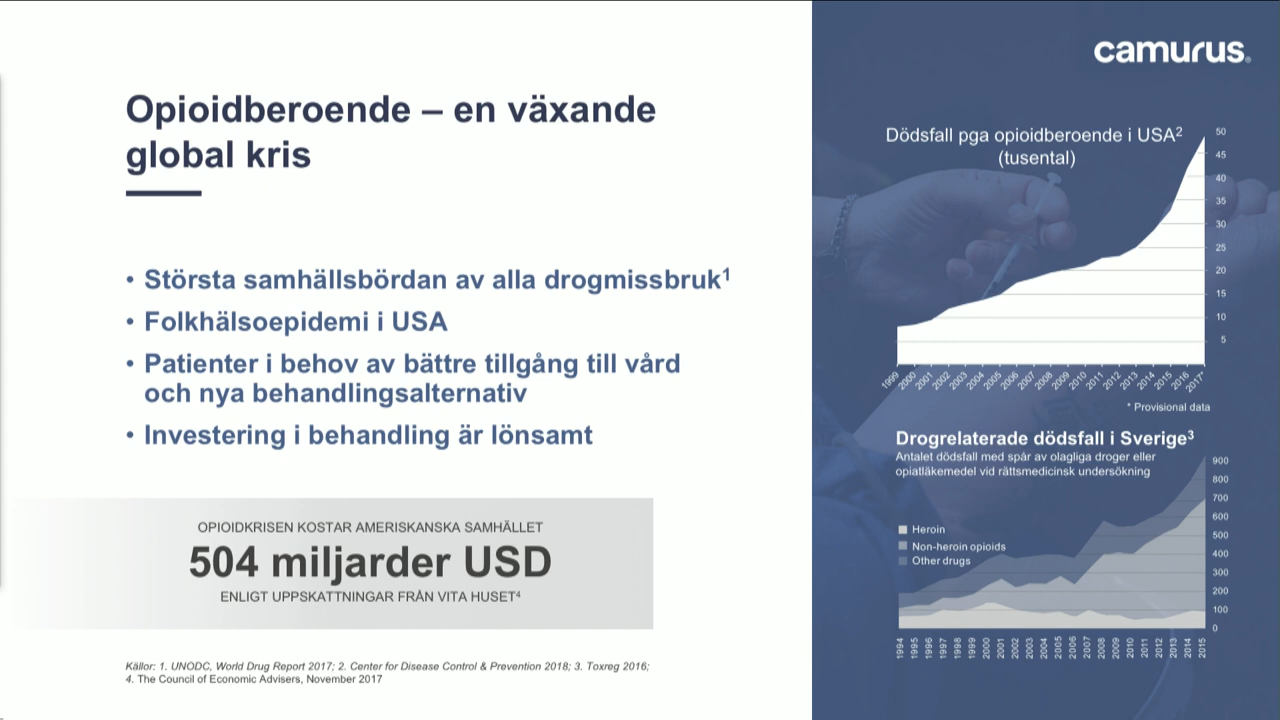 camurus®
Opioidberoende – en växande
global kris
• Största samhällsbördan av alla drogmissbruk¹
• Folkhälsoepidemi i USA
• Patienter i behov av bättre tillgång till vård
och nya behandlingsalternativ
• Investering i behandling är lönsamt
OPIOIDKRISEN KOSTAR AMERISKANSKA SAMHÄLLET
504 miljarder USD
ENLIGT UPPSKATTNINGAR FRÅN VITA HUSET⁴
Källor: 1. UNODC, World Drug Report 2017; 2. Center for Disease Control & Prevention 2018; 3. Toxreg 2016;
4. The Council of Economic Advisers, November 2017
Dödsfall pga opioidberoende i USA²
(tusental)
50
45
40
35
30
25
20
15
10
5
1999 2000 2001 2002 2003 2004 2005 2006 2007 2008 2009 2010 2011 2012 2013 2014 2015 2016 2017*
* Provisional data
Drogrelaterade dödsfall i Sverige³
Antalet dödsfall med spår av olagliga droger eller
opiatläkemedel vid rättsmedicinsk undersökning
900
800
700
600
500
400
300
200
100
0
Heroin
Non-heroin opioids
Other drugs
1994 1995 1996 1997 1998 1999 2000 2001 2002 2003 2004 2005 2006 2007 2008 2009 2010 2011 2012 2013 2014 2015